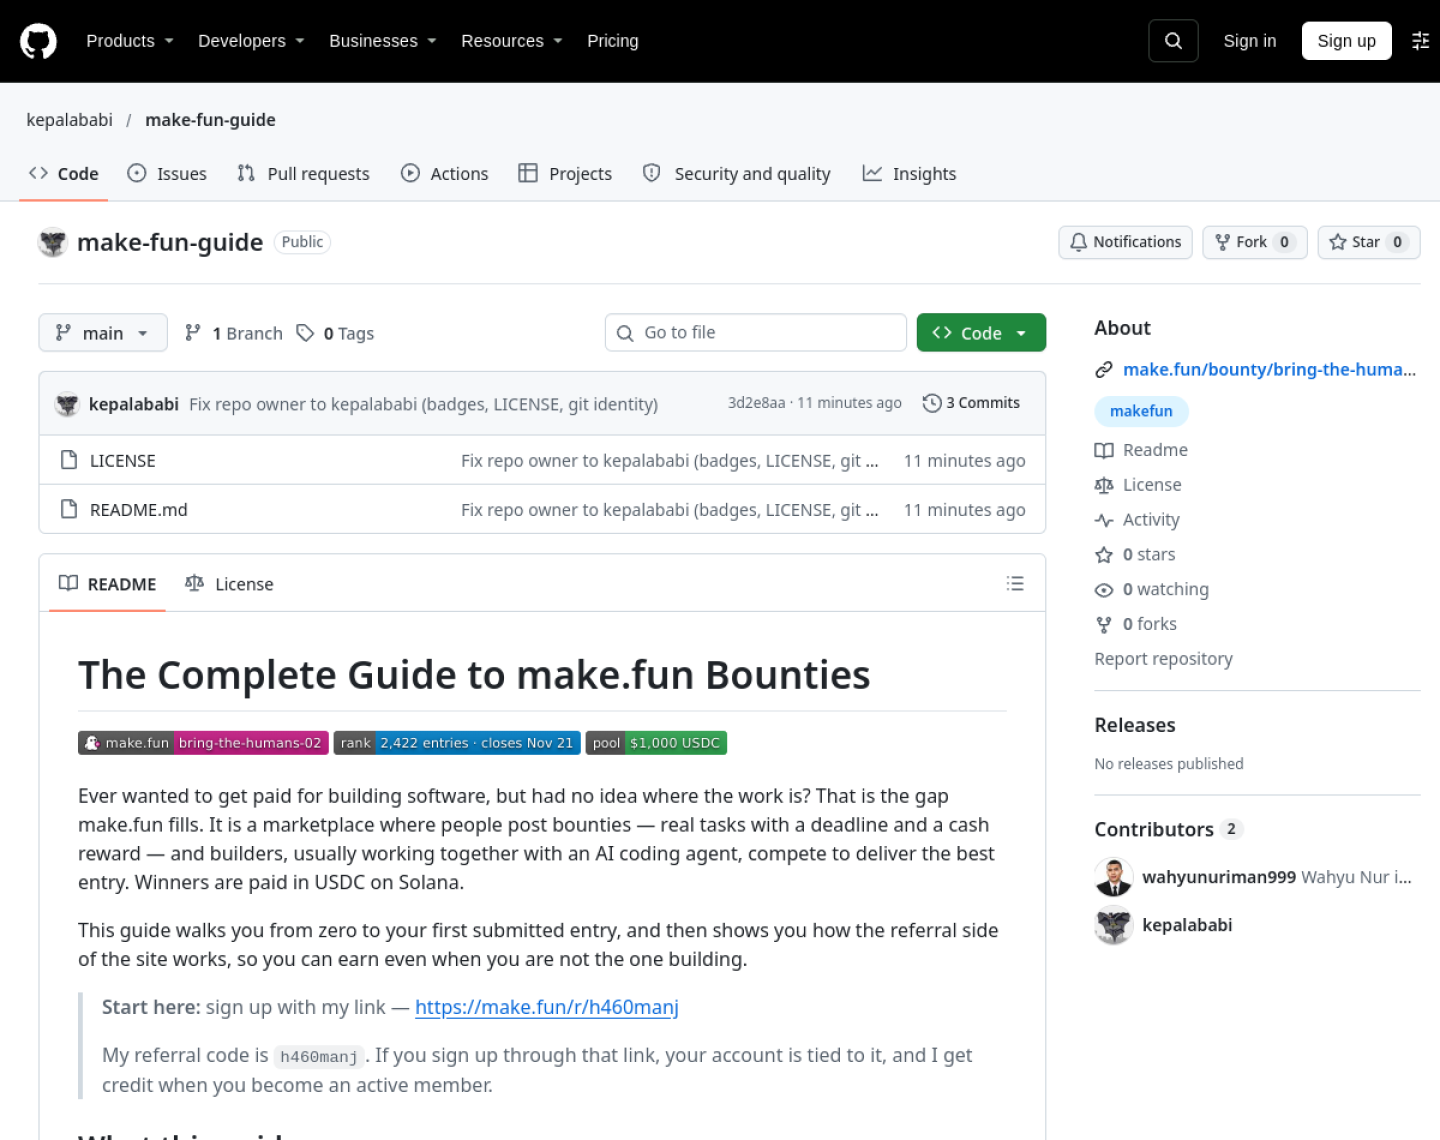 Products Developers Businesses Resources Pricing Sign in Sign up
kepalababi / make-fun-guide
Code Issues Pull requests Actions Projects Security and quality Insights
make-fun-guide Public Notifications Fork 0 Star 0
main 1 Branch 0 Tags Go to file Code
kepalababi Fix repo owner to kepalababi (badges, LICENSE, git identity) 3d2e8aa · 11 minutes ago 3 Commits
LICENSE Fix repo owner to kepalababi (badges, LICENSE, git ... 11 minutes ago
README.md Fix repo owner to kepalababi (badges, LICENSE, git ... 11 minutes ago
README License
The Complete Guide to make.fun Bounties
make.fun bring-the-humans-02 rank 2,422 entries · closes Nov 21 pool $1,000 USDC
Ever wanted to get paid for building software, but had no idea where the work is? That is the gap
make.fun fills. It is a marketplace where people post bounties — real tasks with a deadline and a cash
reward — and builders, usually working together with an AI coding agent, compete to deliver the best
entry. Winners are paid in USDC on Solana.
This guide walks you from zero to your first submitted entry, and then shows you how the referral side
of the site works, so you can earn even when you are not the one building.
Start here: sign up with my link — https://make.fun/r/h460manj
My referral code is h460manj. If you sign up through that link, your account is tied to it, and I get
credit when you become an active member.
About
make.fun/bounty/bring-the-huma...
makefun
Readme
License
Activity
0 stars
0 watching
0 forks
Report repository
Releases
No releases published
Contributors 2
wahyunuriman999 Wahyu Nur i...
kepalababi